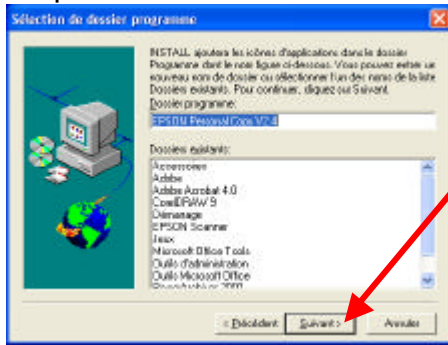 Sélection de dossier programme
INSTALL ajoutera les icônes d'applications dans le dossier
Programme dont le nom figure ci-dessous. Vous pouvez entrer un
nouveau nom de dossier ou sélectionner l'un des noms de la liste
Dossiers existants. Pour continuer, cliquez sur Suivant.
Dossier programme:
EPSON Personal Copy V2.4
Dossiers existants:
Accessoires
Adobe
Adobe Acrobat 4.0
CorelDRAW 9
Démarrage
EPSON Scanner
Jeux
Microsoft Office Tools
Outils d'administration
Outils Microsoft Office
< Précédent
Suivant >
Annuler